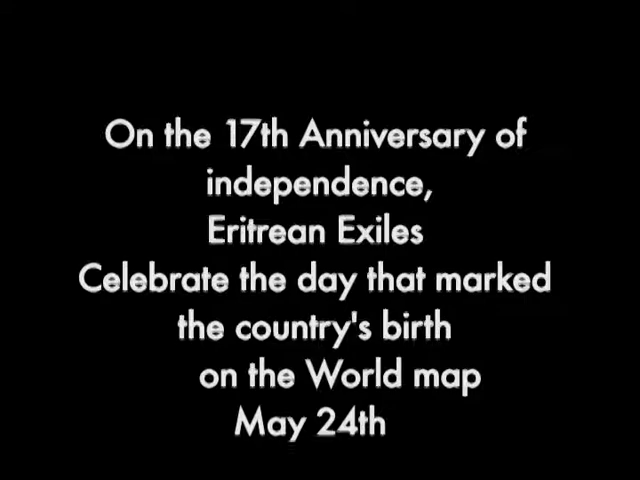 On the 17th Anniversary of
independence,
Eritrean Exiles
Celebrate the day that marked
the country's birth
on the World map
May 24th